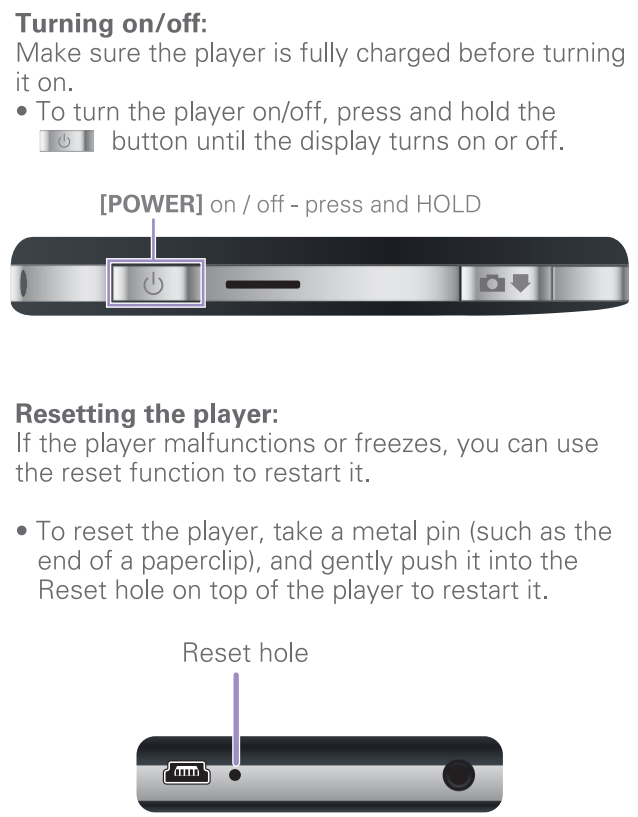 Turning on/off:
Make sure the player is fully charged before turning
it on.
• To turn the player on/off, press and hold the
button until the display turns on or off.
[POWER] on / off - press and HOLD
Resetting the player:
If the player malfunctions or freezes, you can use
the reset function to restart it.
• To reset the player, take a metal pin (such as the
end of a paperclip), and gently push it into the
Reset hole on top of the player to restart it.
Reset hole